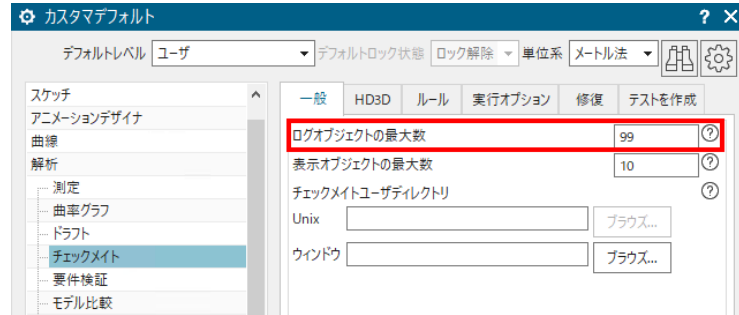 カスタマデフォルト ?
デフォルトレベル ユーザ デフォルトロック状態 ロック解除 単位系 メートル法
スケッチ
アニメーションデザイナ
曲線
解析
測定
曲率グラフ
ドラフト
チェックメイト
要件検証
モデル比較
一般 HD3D ルール 実行オプション 修復 テストを作成
ログオブジェクトの最大数 99 ?
表示オブジェクトの最大数 10 ?
チェックメイトユーザディレクトリ ?
Unix ブラウズ...
ウィンドウ ブラウズ...